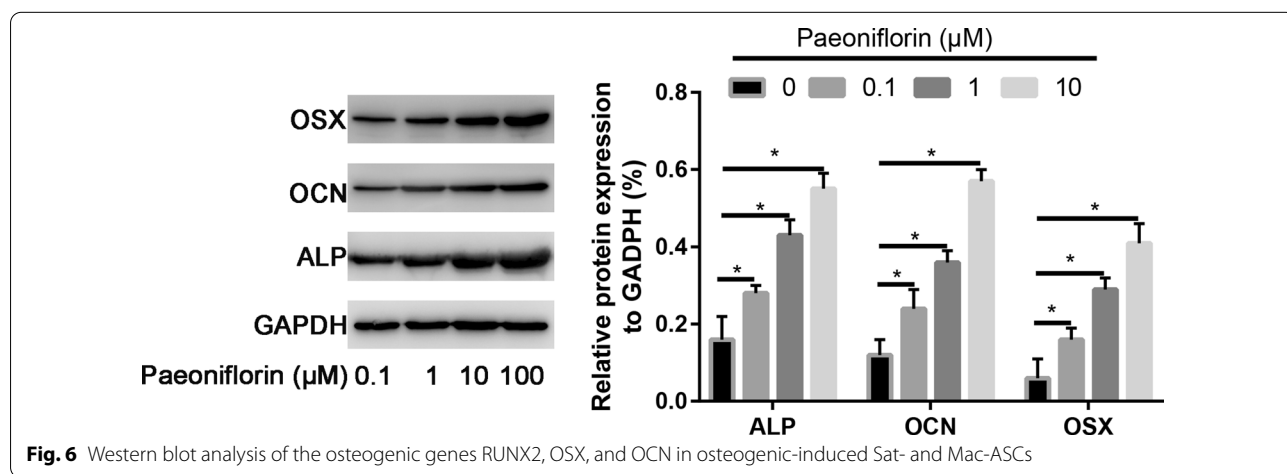 OSX
OCN
ALP
GAPDH
Paeoniflorin (µM) 0.1 1 10 100
Paeoniflorin (µM)
0 0.1 1 10
Relative protein expression
to GADPH (%)
0.8
0.6
0.4
0.2
0.0
* * *
* * *
* * *
ALP OCN OSX
Fig. 6 Western blot analysis of the osteogenic genes RUNX2, OSX, and OCN in osteogenic-induced Sat- and Mac-ASCs